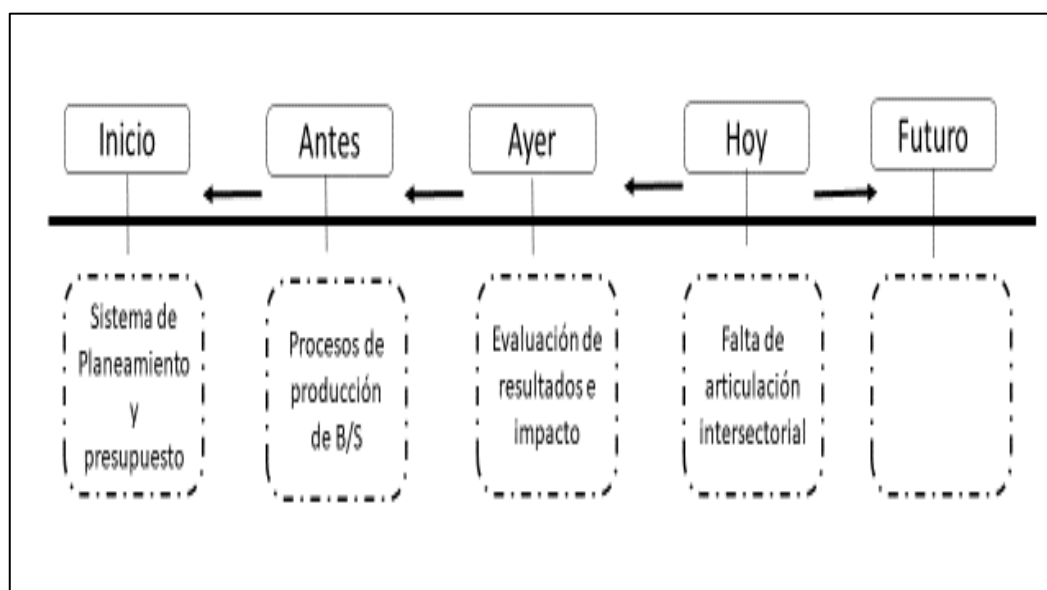 Inicio
Antes
Ayer
Hoy
Futuro
Sistema de
Planeamiento
y
presupuesto
Procesos de
producción
de B/S
Evaluación de
resultados e
impacto
Falta de
articulación
intersectorial